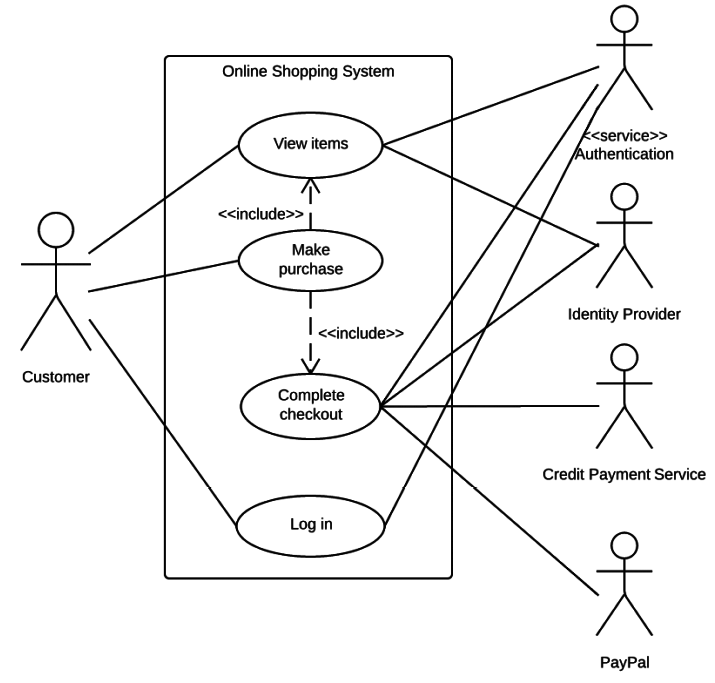 Online Shopping System
View items
<<service>>
Authentication
<<include>>
Make
purchase
Identity Provider
<<include>>
Customer
Complete
checkout
Credit Payment Service
Log in
PayPal